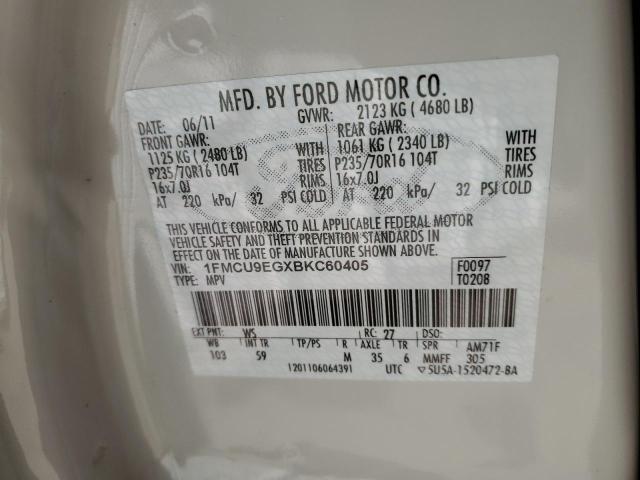 MFD. BY FORD MOTOR CO.
DATE: 06/11 GVWR: 2123 KG ( 4680 LB)
FRONT GAWR: REAR GAWR:
1125 KG ( 2480 LB) WITH 1061 KG ( 2340 LB) WITH
P235/70R16 104T TIRES P235/70R16 104T TIRES
16x7.0J RIMS 16x7.0J RIMS
AT 220 kPa/ 32 PSI COLD AT 220 kPa/ 32 PSI COLD
THIS VEHICLE CONFORMS TO ALL APPLICABLE FEDERAL MOTOR
VEHICLE SAFETY AND THEFT PREVENTION STANDARDS IN
EFFECT ON THE DATE OF MANUFACTURE SHOWN ABOVE.
VIN: 1FMCU9EGXBKC60405 F0097
TYPE: MPV T0208
EXT PNT: WS RC: 27 DSO:
WB INT TR TP/PS R AXLE TR SPR AM71F
103 59 M 35 6 MMFF 305
1201106064391 UTC ▽5U5A-1520472-BA